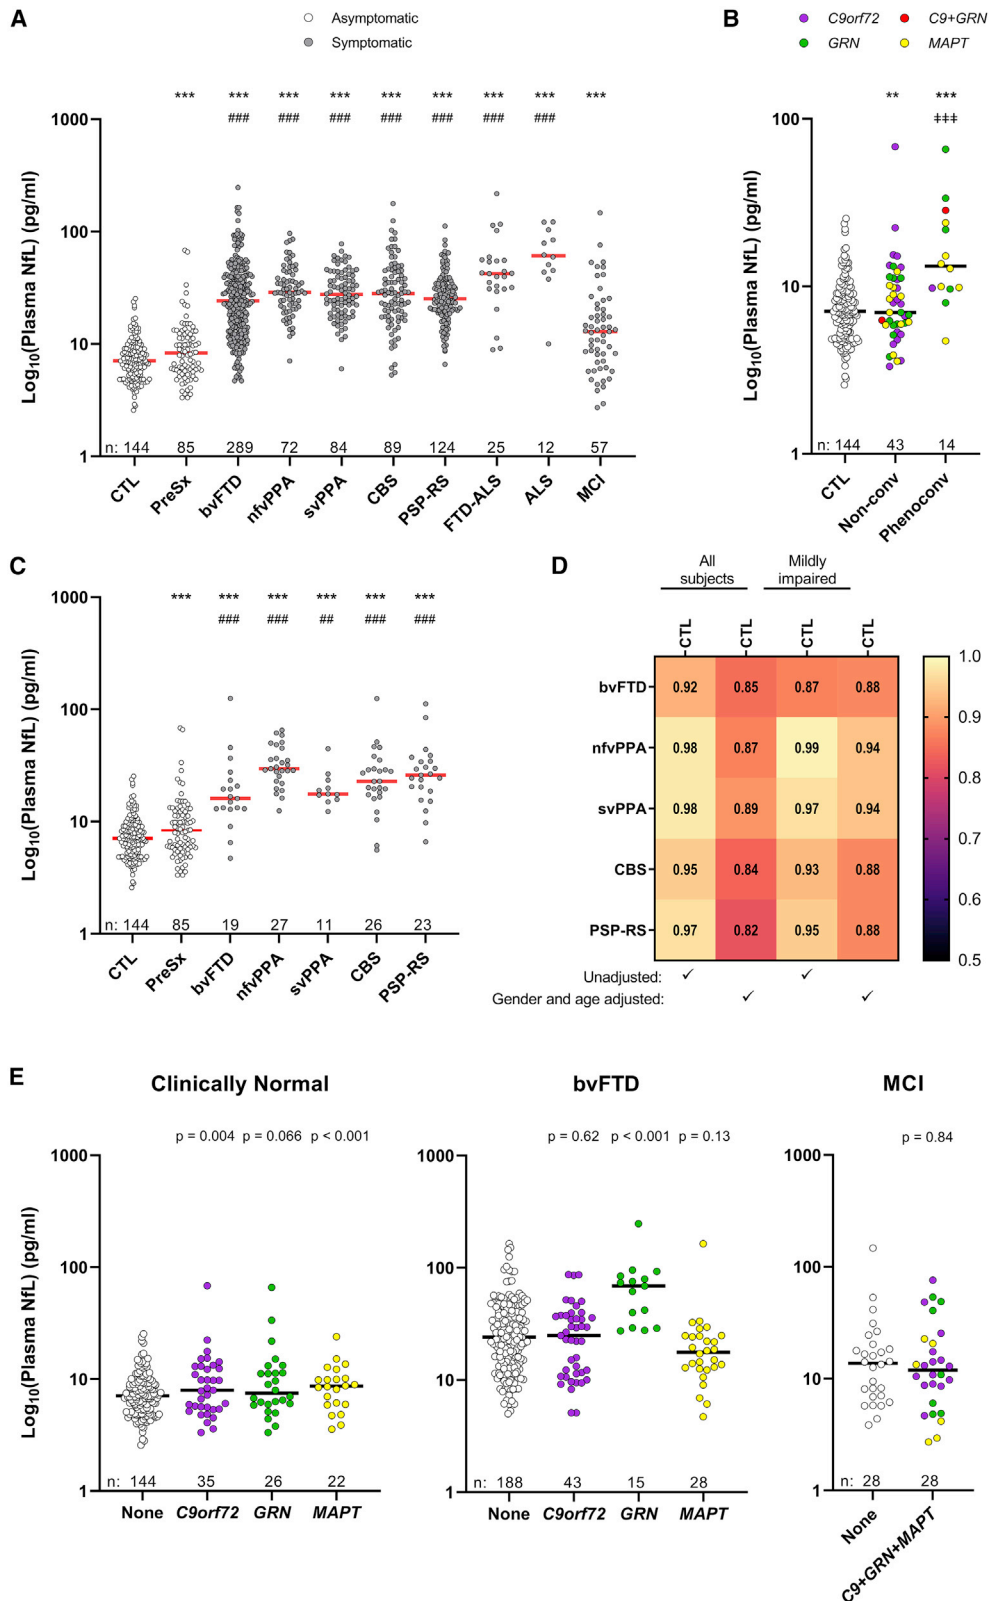 A
Asymptomatic
Symptomatic
*** *** *** *** *** *** *** *** ***
### ### ### ### ### ### ###
Log10(Plasma NfL) (pg/ml)
1000
100
10
1
n: 144 85 289 72 84 89 124 25 12 57
CTL PreSx bvFTD nfvPPA svPPA CBS PSP-RS FTD-ALS ALS MCI
B
C9orf72 C9+GRN
GRN MAPT
** ***
ǂǂǂ
Log10(Plasma NfL) (pg/ml)
100
10
1
n: 144 43 14
CTL Non-conv Phenoconv
C
*** *** *** *** *** ***
### ### ## ### ###
Log10(Plasma NfL) (pg/ml)
1000
100
10
1
n: 144 85 19 27 11 26 23
CTL PreSx bvFTD nfvPPA svPPA CBS PSP-RS
D
All subjects
Mildly impaired
CTL CTL CTL CTL
bvFTD 0.92 0.85 0.87 0.88
nfvPPA 0.98 0.87 0.99 0.94
svPPA 0.98 0.89 0.97 0.94
CBS 0.95 0.84 0.93 0.88
PSP-RS 0.97 0.82 0.95 0.88
1.0
0.9
0.8
0.7
0.6
0.5
Unadjusted: ✓ ✓
Gender and age adjusted: ✓ ✓
E
Clinically Normal
p = 0.004 p = 0.066 p < 0.001
Log10(Plasma NfL) (pg/ml)
1000
100
10
1
n: 144 35 26 22
None C9orf72 GRN MAPT
bvFTD
p = 0.62 p < 0.001 p = 0.13
1000
100
10
1
n: 188 43 15 28
None C9orf72 GRN MAPT
MCI
p = 0.84
1000
100
10
1
n: 28 28
None C9+GRN+MAPT